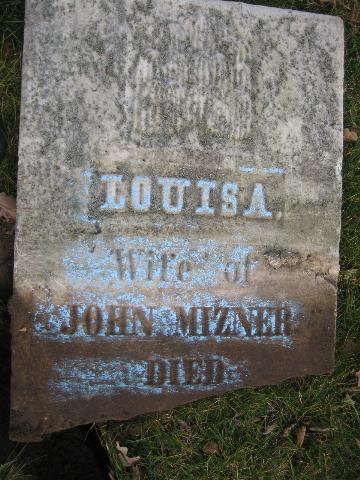 LOUISA,
Wife of
JOHN MIZNER
DIED